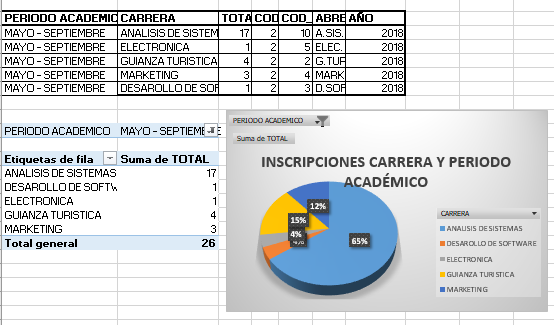 PERIODO ACADEMIC CARRERA TOTA COD COD_ ABRE AÑO
MAYO - SEPTIEMBRE ANALISIS DE SISTEM 17 2 10 A.SIS. 2018
MAYO - SEPTIEMBRE ELECTRONICA 1 2 5 ELEC. 2018
MAYO - SEPTIEMBRE GUIANZA TURISTICA 4 2 2 G.TUR 2018
MAYO - SEPTIEMBRE MARKETING 3 2 4 MARK 2018
MAYO - SEPTIEMBRE DESAROLLO DE SOF 1 2 3 D.SOF 2018
PERIODO ACADEMICO MAYO - SEPTIEMBRE
Etiquetas de fila Suma de TOTAL
ANALISIS DE SISTEMAS 17
DESAROLLO DE SOFTW 1
ELECTRONICA 1
GUIANZA TURISTICA 4
MARKETING 3
Total general 26
PERIODO ACADEMICO
Suma de TOTAL
INSCRIPCIONES CARRERA Y PERIODO
ACADÉMICO
12%
15%
4%
65%
CARRERA
ANALISIS DE SISTEMAS
DESAROLLO DE SOFTWARE
ELECTRONICA
GUIANZA TURISTICA
MARKETING